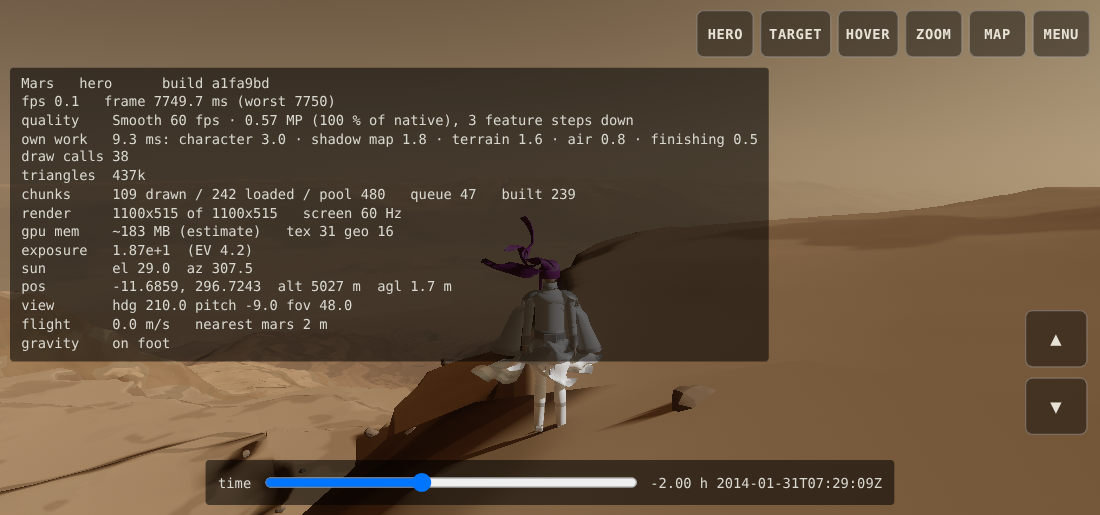 HERO TARGET HOVER ZOOM MAP MENU
Mars hero build a1fa9bd
fps 0.1 frame 7749.7 ms (worst 7750)
quality Smooth 60 fps · 0.57 MP (100 % of native), 3 feature steps down
own work 9.3 ms: character 3.0 · shadow map 1.8 · terrain 1.6 · air 0.8 · finishing 0.5
draw calls 38
triangles 437k
chunks 109 drawn / 242 loaded / pool 480 queue 47 built 239
render 1100x515 of 1100x515 screen 60 Hz
gpu mem ~183 MB (estimate) tex 31 geo 16
exposure 1.87e+1 (EV 4.2)
sun el 29.0 az 307.5
pos -11.6859, 296.7243 alt 5027 m agl 1.7 m
view hdg 210.0 pitch -9.0 fov 48.0
flight 0.0 m/s nearest mars 2 m
gravity on foot
▲
▼
time -2.00 h 2014-01-31T07:29:09Z